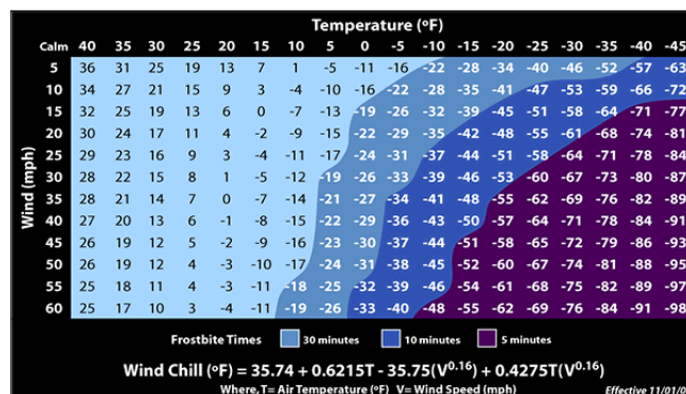 Temperature (ºF)
Calm 40 35 30 25 20 15 10 5 0 -5 -10 -15 -20 -25 -30 -35 -40 -45
5 36 31 25 19 13 7 1 -5 -11 -16 -22 -28 -34 -40 -46 -52 -57 -63
10 34 27 21 15 9 3 -4 -10 -16 -22 -28 -35 -41 -47 -53 -59 -66 -72
15 32 25 19 13 6 0 -7 -13 -19 -26 -32 -39 -45 -51 -58 -64 -71 -77
20 30 24 17 11 4 -2 -9 -15 -22 -29 -35 -42 -48 -55 -61 -68 -74 -81
25 29 23 16 9 3 -4 -11 -17 -24 -31 -37 -44 -51 -58 -64 -71 -78 -84
30 28 22 15 8 1 -5 -12 -19 -26 -33 -39 -46 -53 -60 -67 -73 -80 -87
35 28 21 14 7 0 -7 -14 -21 -27 -34 -41 -48 -55 -62 -69 -76 -82 -89
40 27 20 13 6 -1 -8 -15 -22 -29 -36 -43 -50 -57 -64 -71 -78 -84 -91
45 26 19 12 5 -2 -9 -16 -23 -30 -37 -44 -51 -58 -65 -72 -79 -86 -93
50 26 19 12 4 -3 -10 -17 -24 -31 -38 -45 -52 -60 -67 -74 -81 -88 -95
55 25 18 11 4 -3 -11 -18 -25 -32 -39 -46 -54 -61 -68 -75 -82 -89 -97
60 25 17 10 3 -4 -11 -19 -26 -33 -40 -48 -55 -62 -69 -76 -84 -91 -98
Wind (mph)
Frostbite Times 30 minutes 10 minutes 5 minutes
Wind Chill (ºF) = 35.74 + 0.6215T - 35.75(V0.16) + 0.4275T(V0.16)
Where, T= Air Temperature (ºF) V= Wind Speed (mph)
Effective 11/01/0